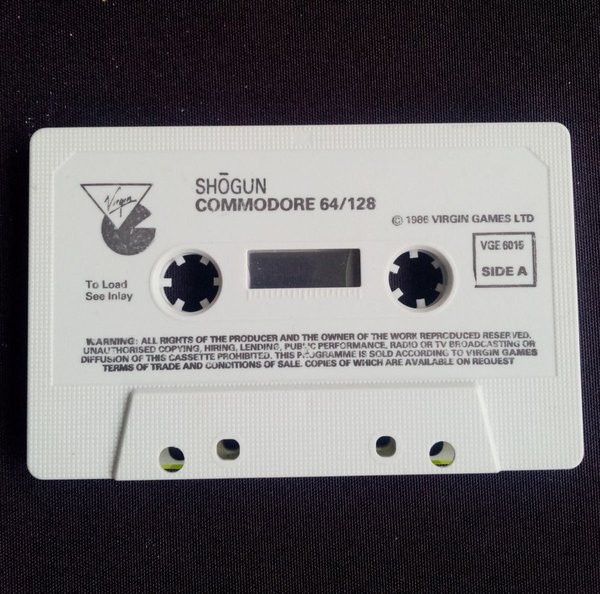 Virgin
SHŌGUN
COMMODORE 64/128
© 1986 VIRGIN GAMES LTD
VGE 6015
SIDE A
To Load
See Inlay
WARNING: ALL RIGHTS OF THE PRODUCER AND THE OWNER OF THE WORK REPRODUCED RESERVED.
UNAUTHORISED COPYING, HIRING, LENDING, PUBLIC PERFORMANCE, RADIO OR TV BROADCASTING OR
DIFFUSION OF THIS CASSETTE PROHIBITED. THIS PROGRAMME IS SOLD ACCORDING TO VIRGIN GAMES
TERMS OF TRADE AND CONDITIONS OF SALE. COPIES OF WHICH ARE AVAILABLE ON REQUEST